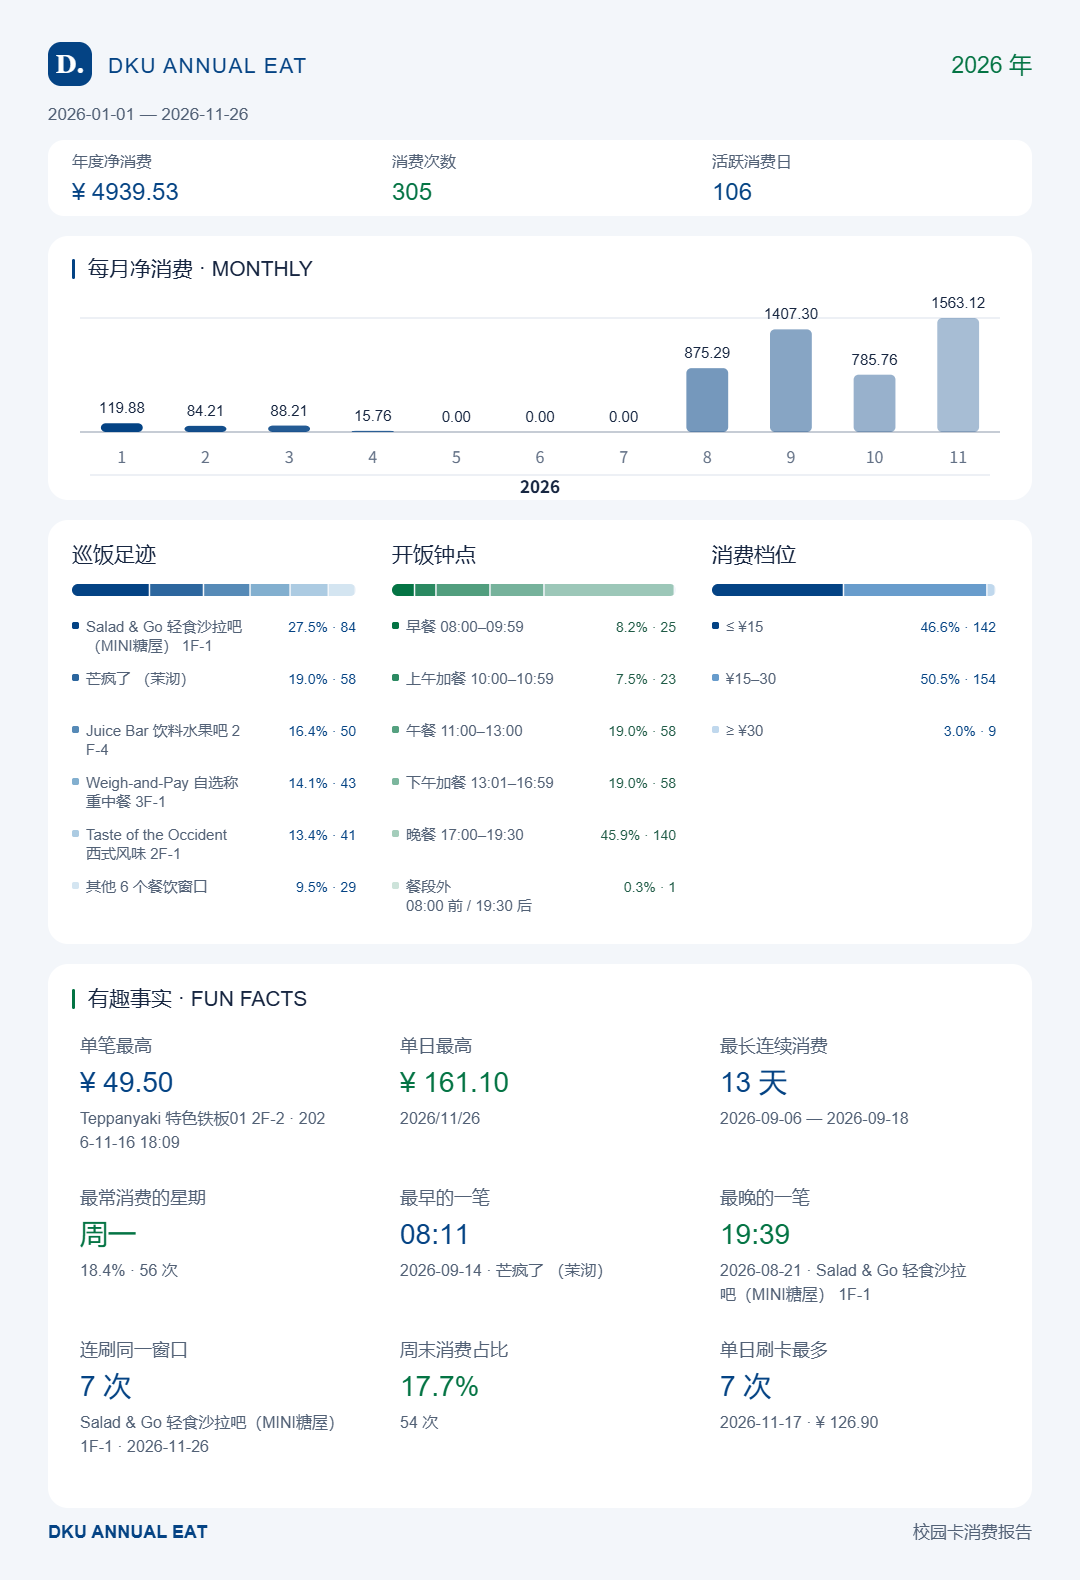 D.
DKU ANNUAL EAT
2026 年
2026-01-01 — 2026-11-26
年度净消费
¥ 4939.53
消费次数
305
活跃消费日
106
每月净消费 · MONTHLY
119.88
84.21
88.21
15.76
0.00
0.00
0.00
875.29
1407.30
785.76
1563.12
1
2
3
4
5
6
7
8
9
10
11
2026
巡饭足迹
Salad & Go 轻食沙拉吧
（MINI糖屋） 1F-1
27.5% · 84
芒疯了 （茉沏）
19.0% · 58
Juice Bar 饮料水果吧 2
F-4
16.4% · 50
Weigh-and-Pay 自选称
重中餐 3F-1
14.1% · 43
Taste of the Occident
西式风味 2F-1
13.4% · 41
其他 6 个餐饮窗口
9.5% · 29
开饭钟点
早餐 08:00–09:59
8.2% · 25
上午加餐 10:00–10:59
7.5% · 23
午餐 11:00–13:00
19.0% · 58
下午加餐 13:01–16:59
19.0% · 58
晚餐 17:00–19:30
45.9% · 140
餐段外
08:00 前 / 19:30 后
0.3% · 1
消费档位
≤ ¥15
46.6% · 142
¥15–30
50.5% · 154
≥ ¥30
3.0% · 9
有趣事实 · FUN FACTS
单笔最高
¥ 49.50
Teppanyaki 特色铁板01 2F-2 · 202
6-11-16 18:09
单日最高
¥ 161.10
2026/11/26
最长连续消费
13 天
2026-09-06 — 2026-09-18
最常消费的星期
周一
18.4% · 56 次
最早的一笔
08:11
2026-09-14 · 芒疯了 （茉沏）
最晚的一笔
19:39
2026-08-21 · Salad & Go 轻食沙拉
吧（MINI糖屋） 1F-1
连刷同一窗口
7 次
Salad & Go 轻食沙拉吧（MINI糖屋）
1F-1 · 2026-11-26
周末消费占比
17.7%
54 次
单日刷卡最多
7 次
2026-11-17 · ¥ 126.90
DKU ANNUAL EAT
校园卡消费报告